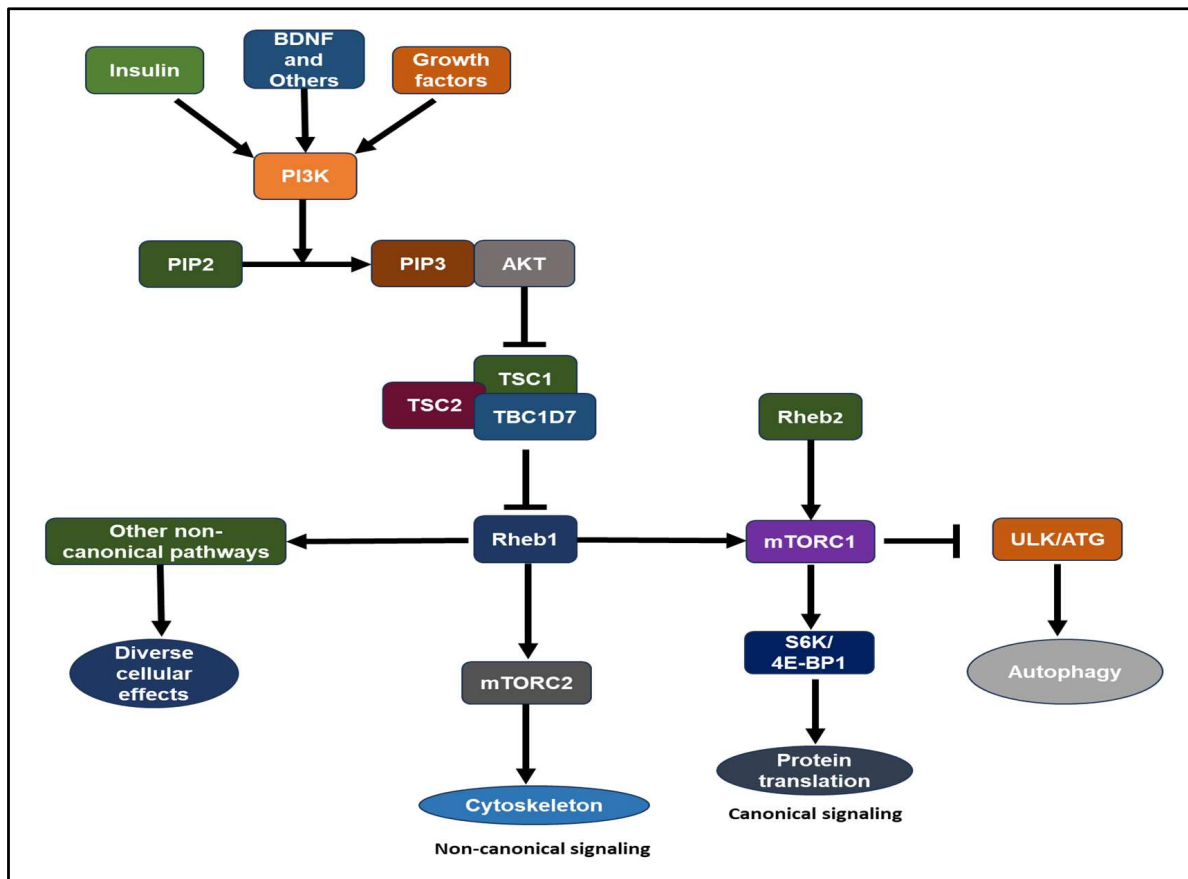 Insulin
BDNF
and
Others
Growth
factors
PI3K
PIP2
PIP3
AKT
TSC1
TSC2
TBC1D7
Rheb2
Other non-
canonical pathways
Rheb1
mTORC1
ULK/ATG
Diverse
cellular
effects
mTORC2
S6K/
4E-BP1
Autophagy
Cytoskeleton
Protein
translation
Canonical signaling
Non-canonical signaling